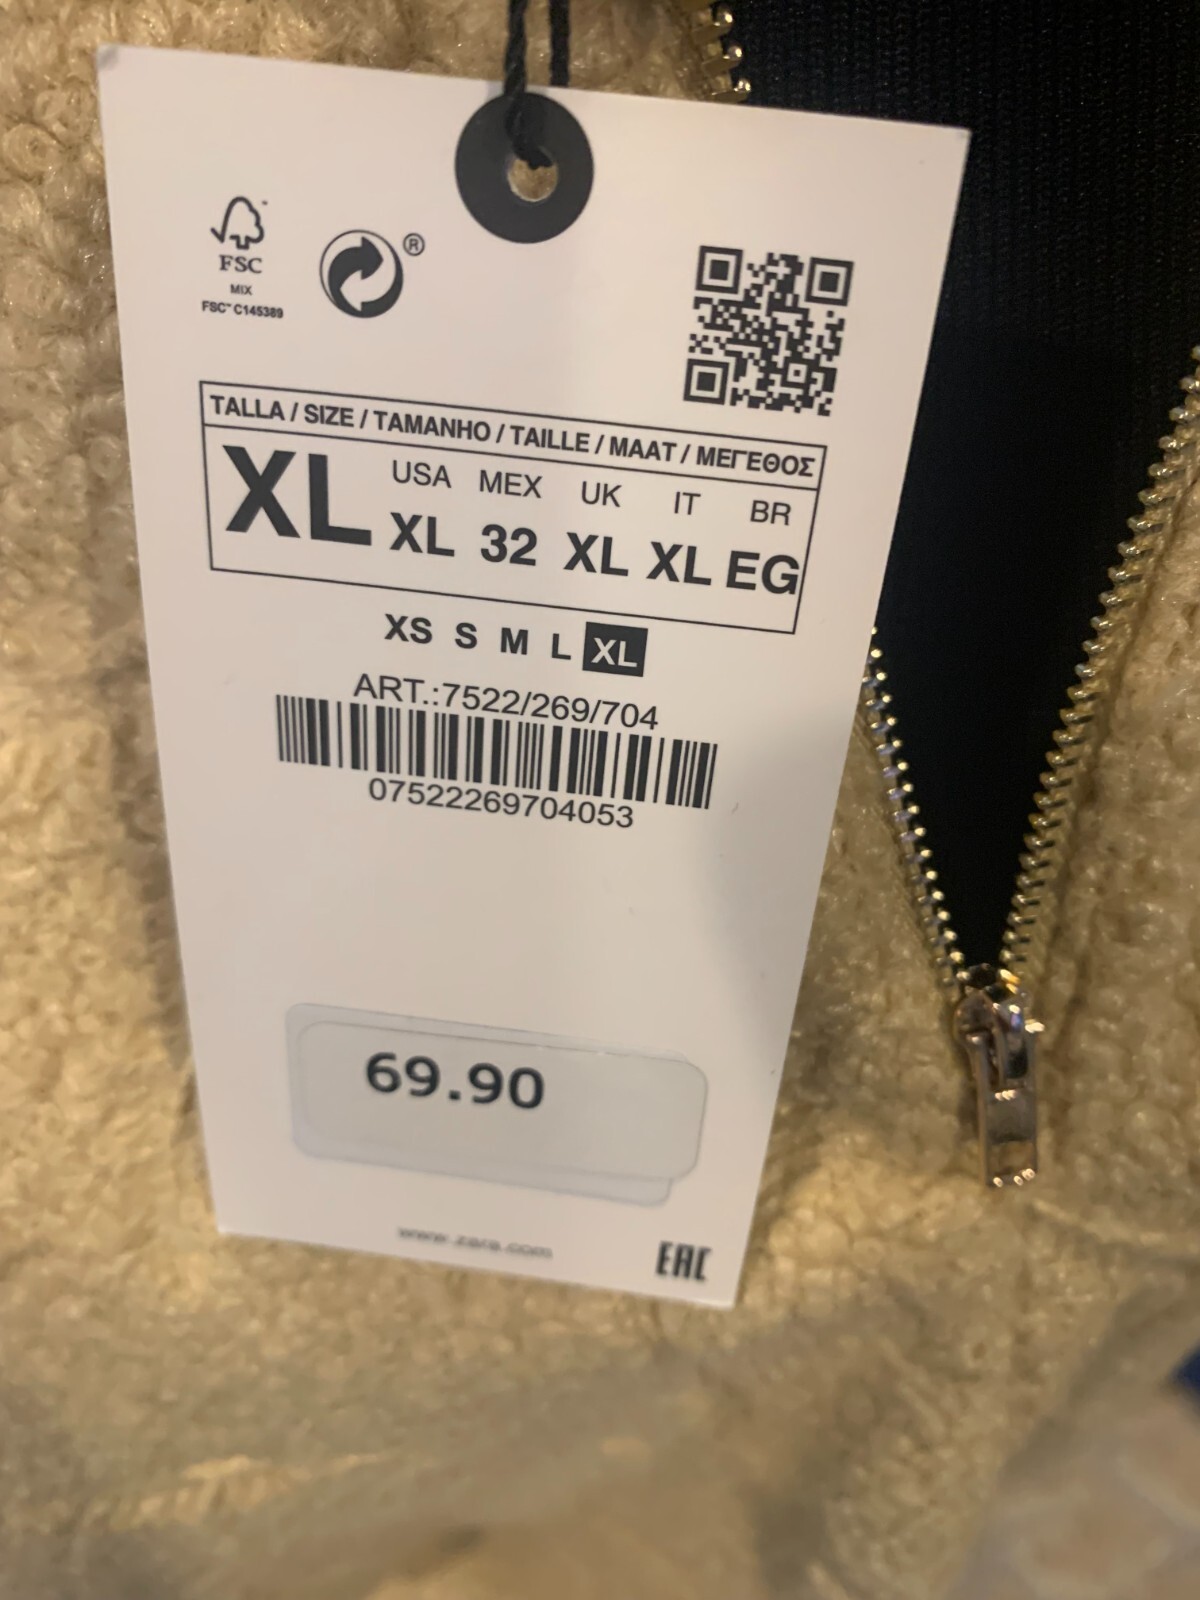 FSC
MIX
FSC™ C145389
®
TALLA / SIZE / TAMANHO / TAILLE / MAAT / ΜΕΓΕΘΟΣ
USA MEX UK IT BR
XL XL 32 XL XL EG
XS S M L XL
ART.:7522/269/704
07522269704053
69.90
www.zara.com
EAC